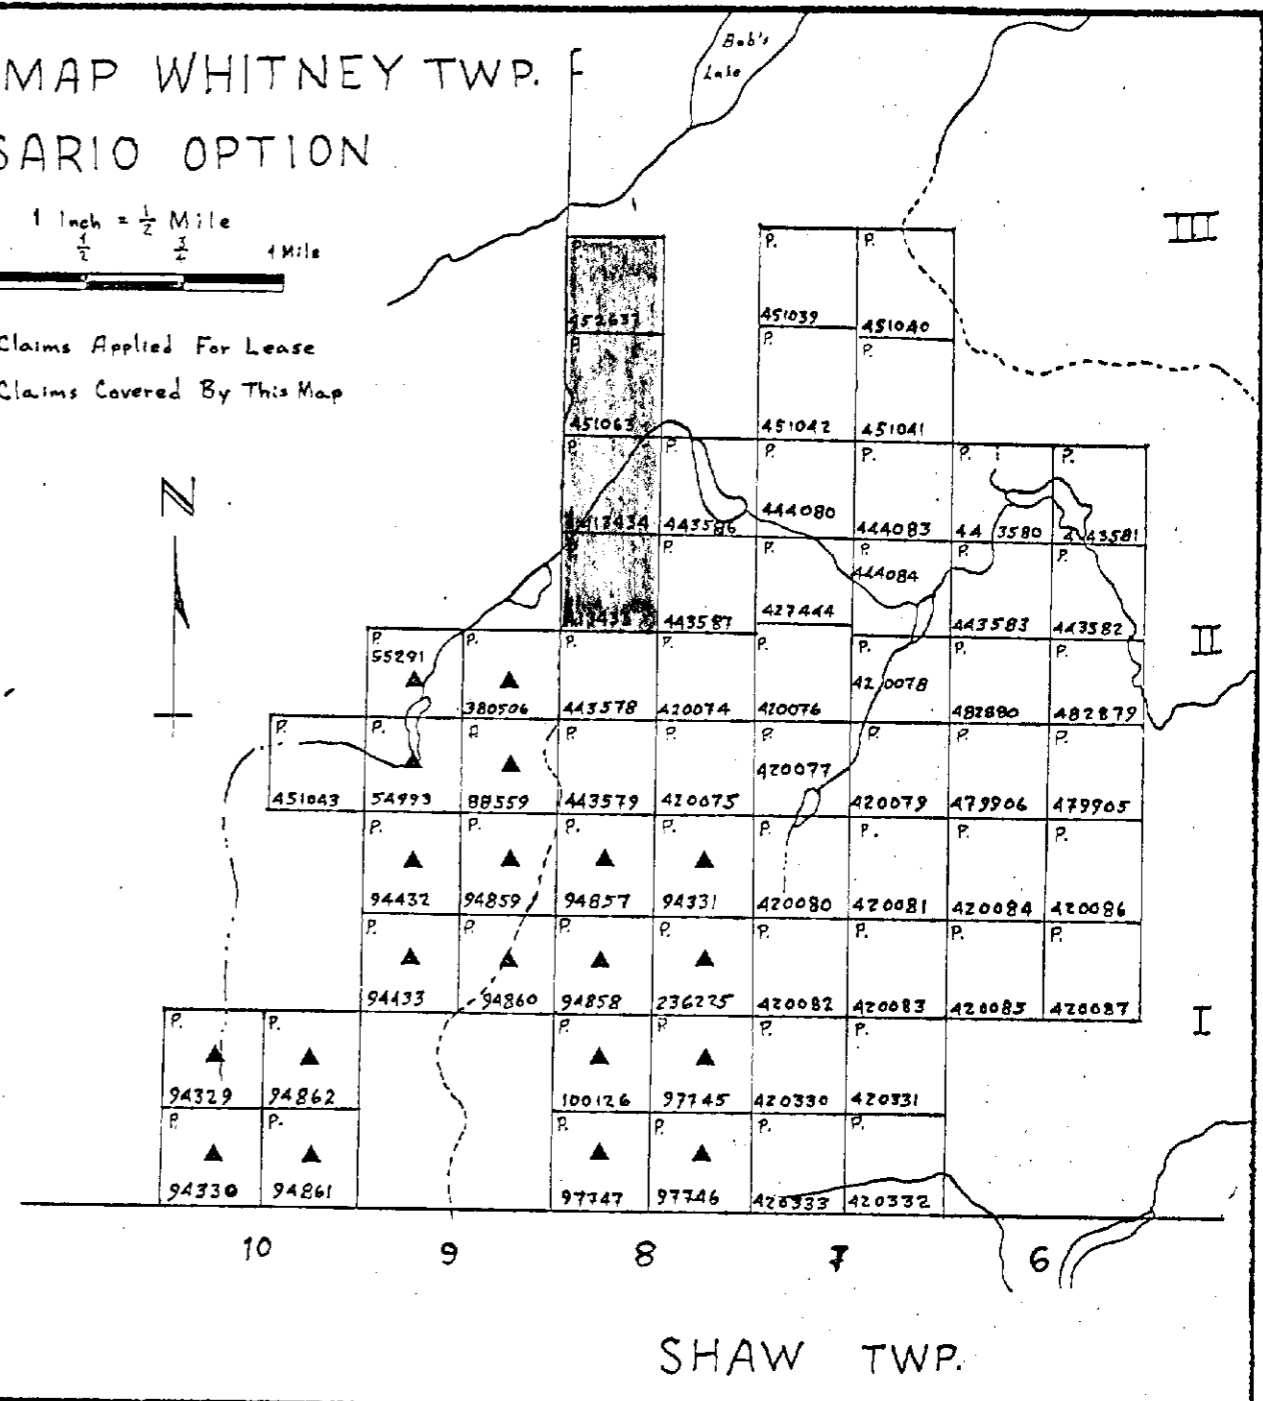 MAP WHITNEY TWP.
SARIO OPTION
1 Inch = 1/2 Mile
1/2 3/4 1 Mile
Claims Applied For Lease
Claims Covered By This Map
Bob's
Lake
N
III
II
I
P. P. P.
452637 451039 451040
P. P. P.
451063 451042 451041
P. P. P. P. P. P.
443586 444080 444083 443580 443581
P. P. P. P. P.
444084
443587 427444 443583 443582
P. P. P. P. P. P. P. P.
55291 380506 443578 420074 420076 420078 482880 482879
P. P. P. P. P. P. P. P.
451043 54993 88559 443579 420075 420077 420079 479906 479905
P. P. P. P. P. P. P. P.
94432 94859 94857 94331 420080 420081 420084 420086
P. P. P. P. P. P. P. P.
94433 94860 94858 236225 420082 420083 420085 420087
P. P. P. P. P. P.
94329 94862 100126 97745 420330 420331
P. P. P. P. P. P.
94330 94861 97747 97746 420333 420332
10 9 8 7 6
SHAW TWP.